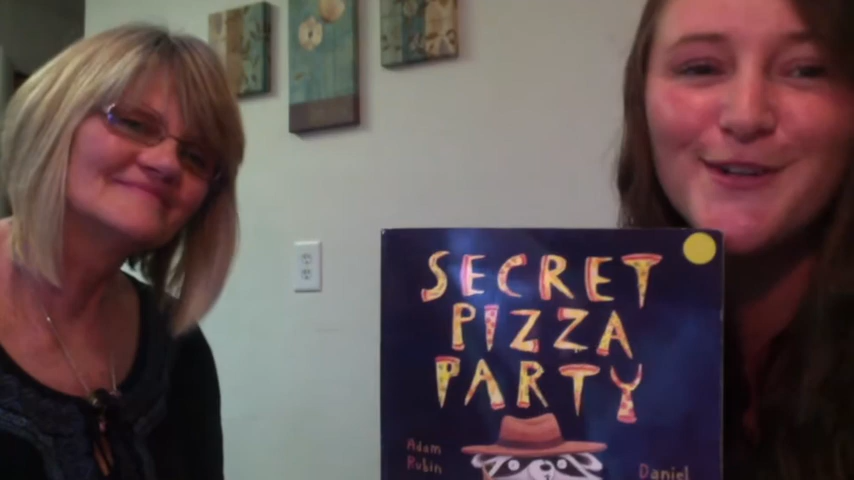 SECRET
PIZZA
PARTY
Adam
Rubin
Daniel